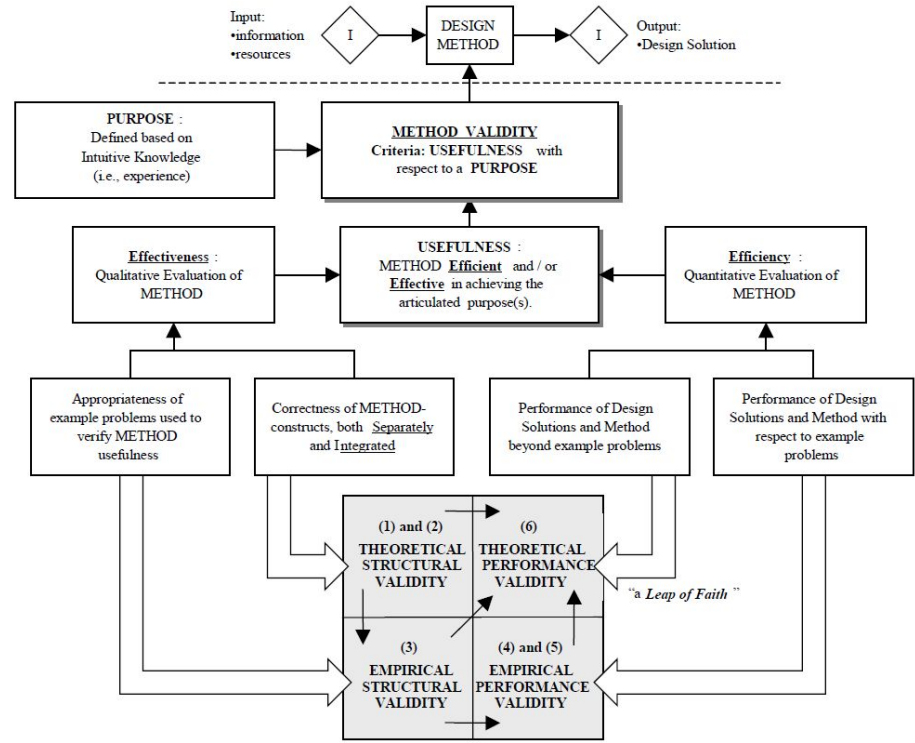 Input:
•information
•resources
I
DESIGN
METHOD
I
Output:
•Design Solution
PURPOSE :
Defined based on
Intuitive Knowledge
(i.e., experience)
METHOD VALIDITY
Criteria: USEFULNESS with
respect to a PURPOSE
Effectiveness :
Qualitative Evaluation of
METHOD
USEFULNESS :
METHOD Efficient and / or
Effective in achieving the
articulated purpose(s).
Efficiency :
Quantitative Evaluation of
METHOD
Appropriateness of
example problems used to
verify METHOD
usefulness
Correctness of METHOD-
constructs, both Separately
and Integrated
Performance of Design
Solutions and Method
beyond example problems
Performance of Design
Solutions and Method with
respect to example
problems
(1) and (2)
THEORETICAL
STRUCTURAL
VALIDITY
(6)
THEORETICAL
PERFORMANCE
VALIDITY
“a Leap of Faith ”
(3)
EMPIRICAL
STRUCTURAL
VALIDITY
(4) and (5)
EMPIRICAL
PERFORMANCE
VALIDITY